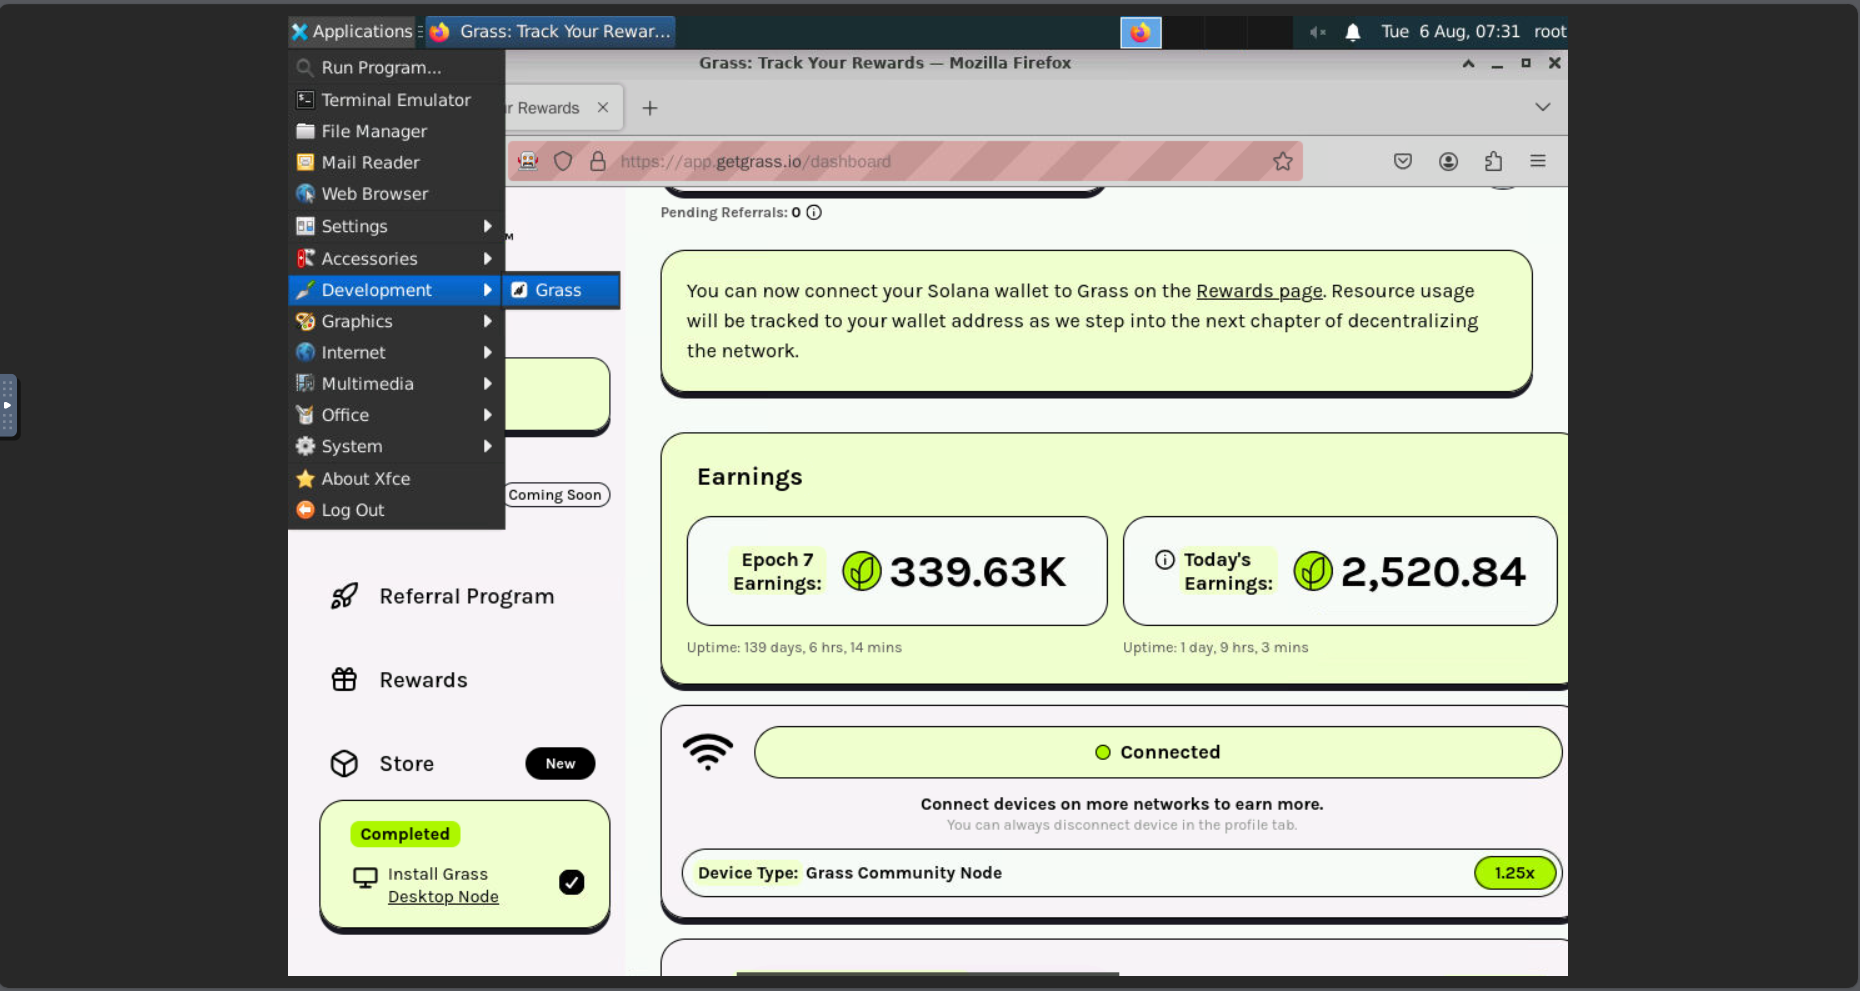 Applications
Grass: Track Your Rewar...
Tue 6 Aug, 07:31 root
Run Program...
Terminal Emulator
File Manager
Mail Reader
Web Browser
Settings
Accessories
Development
Grass
Graphics
Internet
Multimedia
Office
System
About Xfce
Log Out
Grass: Track Your Rewards — Mozilla Firefox
Rewards
https://app.getgrass.io/dashboard
™
Coming Soon
Referral Program
Rewards
Store
New
Completed
Install Grass
Desktop Node
Pending Referrals: 0
You can now connect your Solana wallet to Grass on the Rewards page. Resource usage
will be tracked to your wallet address as we step into the next chapter of decentralizing
the network.
Earnings
Epoch 7
Earnings:
339.63K
Uptime: 139 days, 6 hrs, 14 mins
Today's
Earnings:
2,520.84
Uptime: 1 day, 9 hrs, 3 mins
Connected
Connect devices on more networks to earn more.
You can always disconnect device in the profile tab.
Device Type: Grass Community Node
1.25x